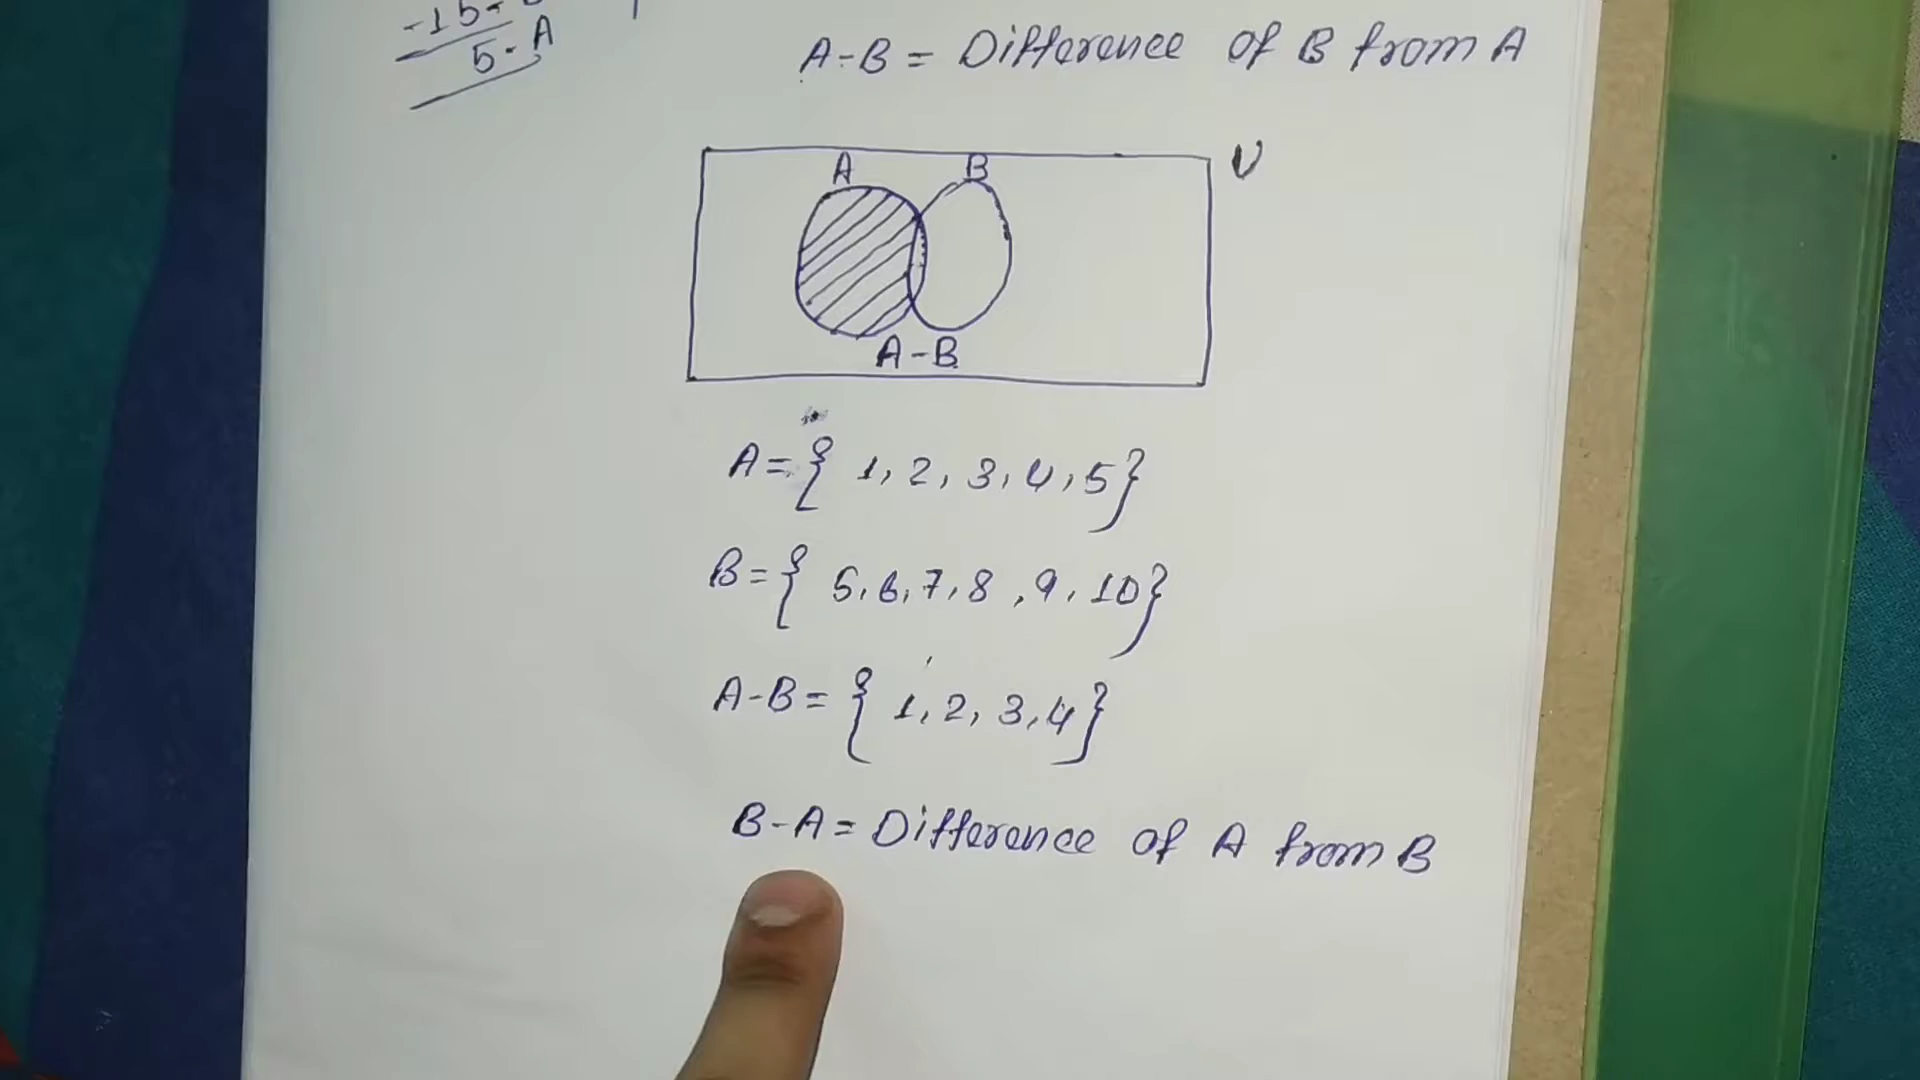 5-A
A-B = Difference of B from A
U
A B
A-B
A={ 1, 2, 3, 4, 5}
B={ 5, 6, 7, 8 , 9, 10}
A-B={ 1, 2, 3, 4}
B-A= Difference of A from B